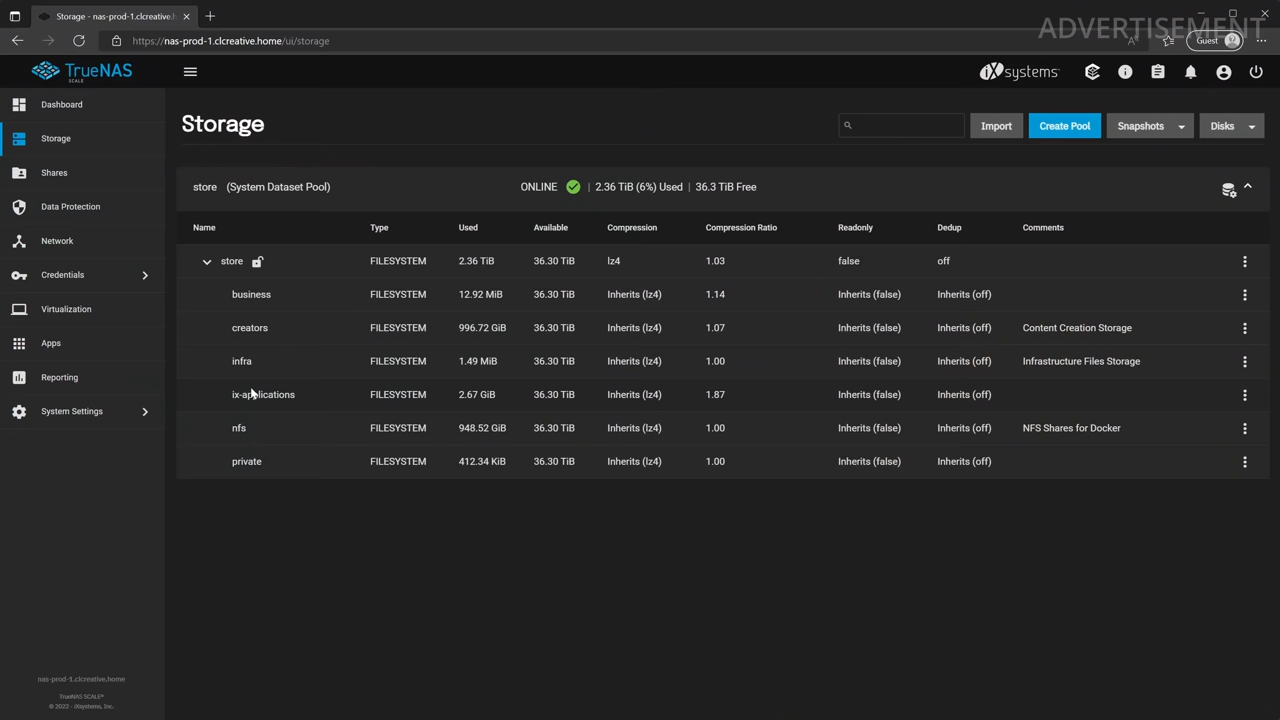 Storage - nas-prod-1.clcreative.h
ADVERTISEMENT
https://nas-prod-1.clcreative.home/ui/storage
Guest
TrueNAS
SCALE
iXsystems
Dashboard
Storage
Shares
Data Protection
Network
Credentials
Virtualization
Apps
Reporting
System Settings
nas-prod-1.clcreative.home
TrueNAS SCALE®
© 2022 - iXsystems, Inc.
Storage
Import
Create Pool
Snapshots
Disks
store (System Dataset Pool) ONLINE | 2.36 TiB (6%) Used | 36.3 TiB Free
Name Type Used Available Compression Compression Ratio Readonly Dedup Comments
store FILESYSTEM 2.36 TiB 36.30 TiB lz4 1.03 false off
business FILESYSTEM 12.92 MiB 36.30 TiB Inherits (lz4) 1.14 Inherits (false) Inherits (off)
creators FILESYSTEM 996.72 GiB 36.30 TiB Inherits (lz4) 1.07 Inherits (false) Inherits (off) Content Creation Storage
infra FILESYSTEM 1.49 MiB 36.30 TiB Inherits (lz4) 1.00 Inherits (false) Inherits (off) Infrastructure Files Storage
ix-applications FILESYSTEM 2.67 GiB 36.30 TiB Inherits (lz4) 1.87 Inherits (false) Inherits (off)
nfs FILESYSTEM 948.52 GiB 36.30 TiB Inherits (lz4) 1.00 Inherits (false) Inherits (off) NFS Shares for Docker
private FILESYSTEM 412.34 KiB 36.30 TiB Inherits (lz4) 1.00 Inherits (false) Inherits (off)